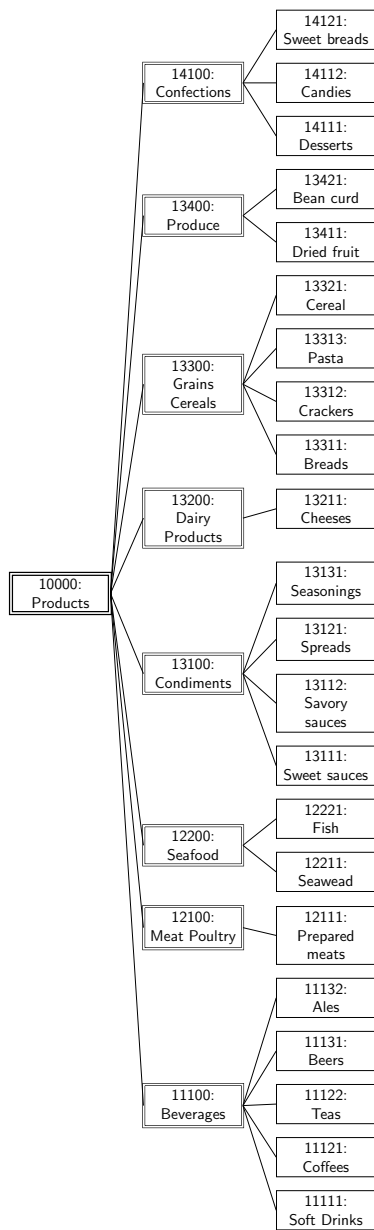 14121:
Sweet breads
14100:
Confections
14112:
Candies
14111:
Desserts
13421:
Bean curd
13400:
Produce
13411:
Dried fruit
13321:
Cereal
13313:
Pasta
13300:
Grains
Cereals
13312:
Crackers
13311:
Breads
13200:
Dairy
Products
13211:
Cheeses
10000:
Products
13131:
Seasonings
13121:
Spreads
13100:
Condiments
13112:
Savory
sauces
13111:
Sweet sauces
12221:
Fish
12200:
Seafood
12211:
Seawead
12100:
Meat Poultry
12111:
Prepared
meats
11132:
Ales
11131:
Beers
11100:
Beverages
11122:
Teas
11121:
Coffees
11111:
Soft Drinks